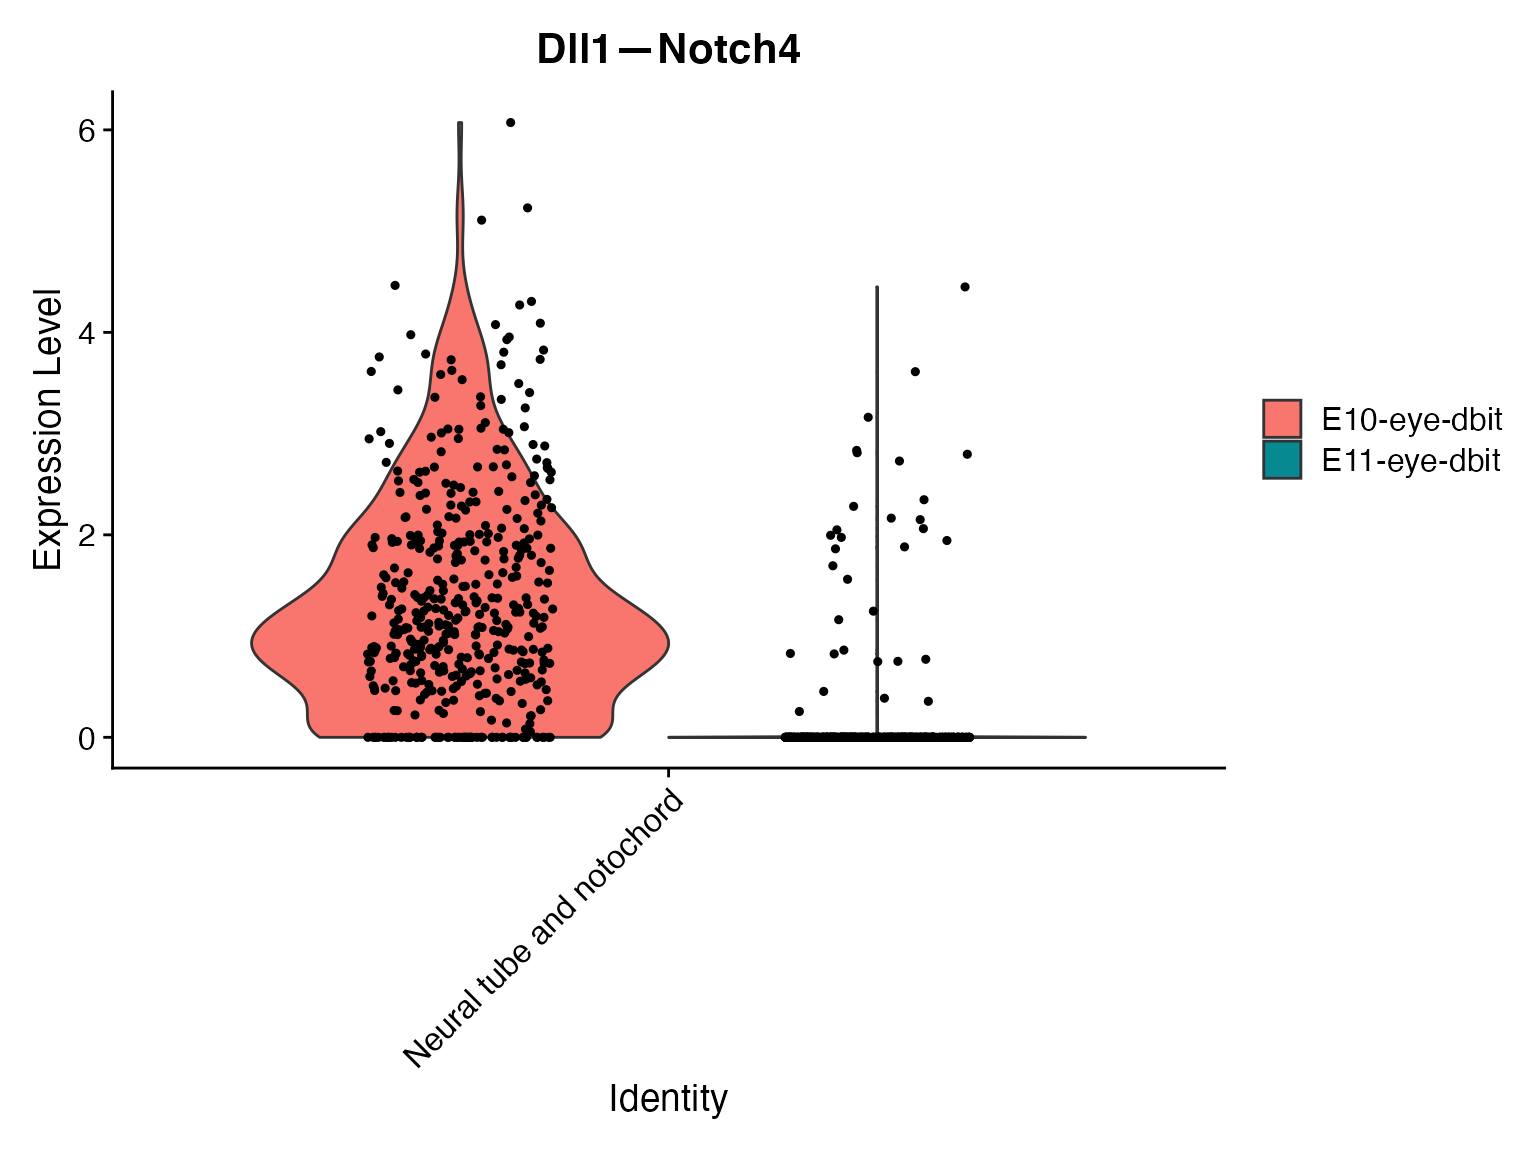 Dll1—Notch4
Expression Level
6
4
2
0
Neural tube and notochord
Identity
E10-eye-dbit
E11-eye-dbit